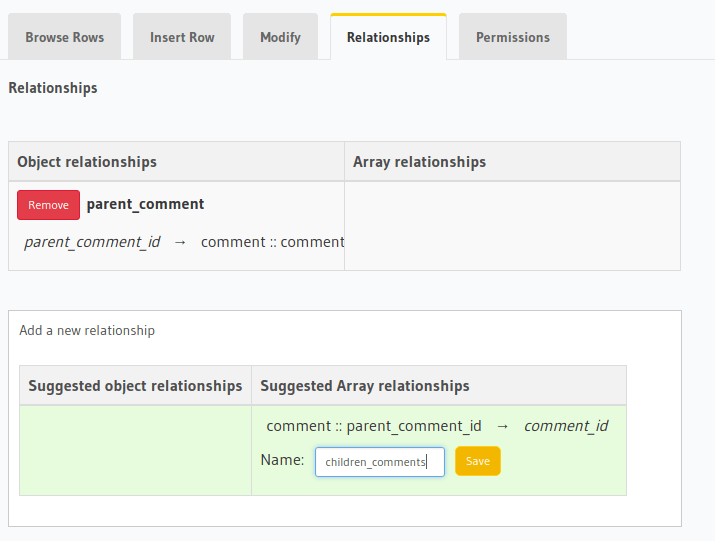 Browse Rows Insert Row Modify Relationships Permissions
Relationships
Object relationships Array relationships
Remove parent_comment
parent_comment_id → comment :: comment
Add a new relationship
Suggested object relationships Suggested Array relationships
comment :: parent_comment_id → comment_id
Name: children_comments Save